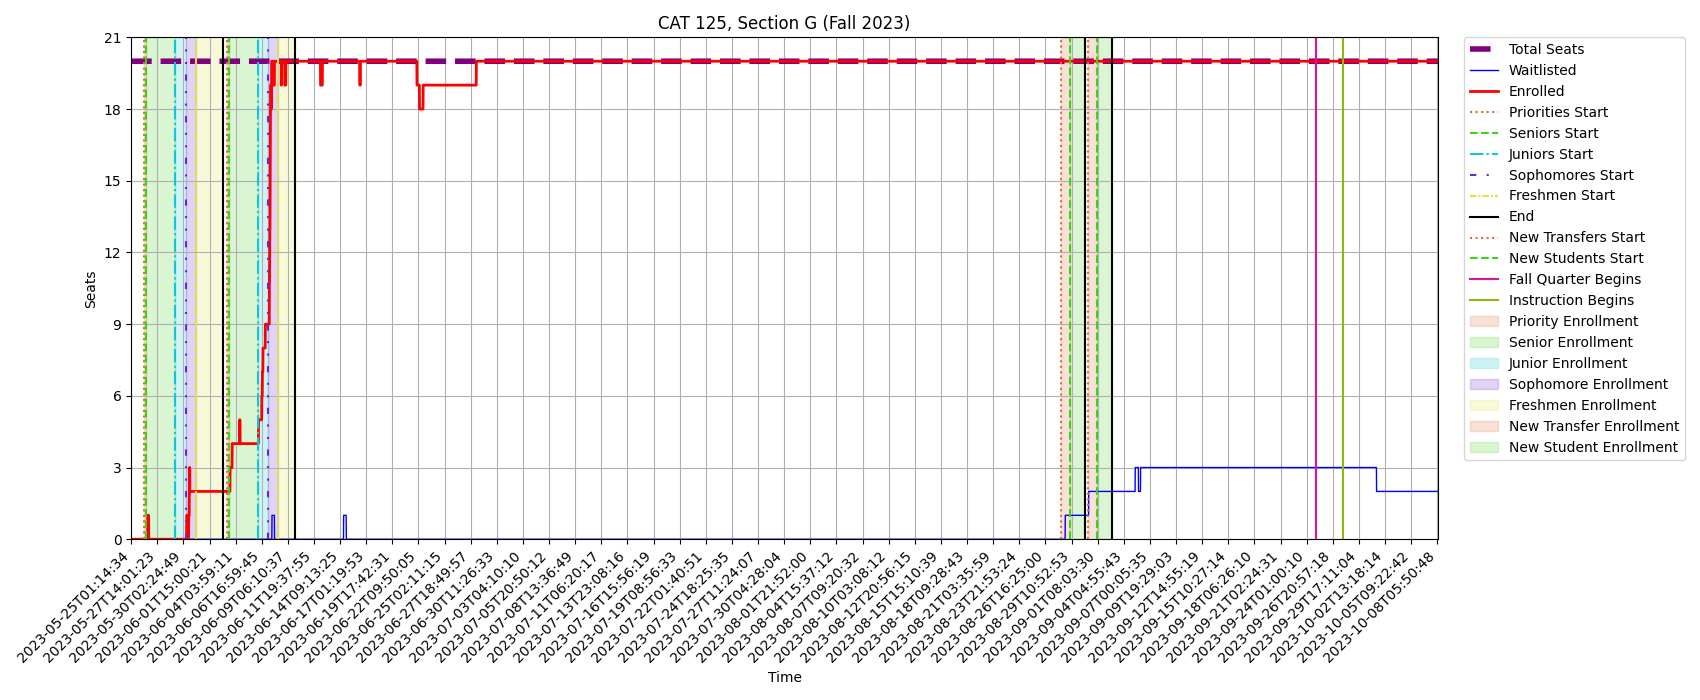 CAT 125, Section G (Fall 2023)
21
18
15
12
9
6
3
0
Seats
2023-05-25T01:14:34
2023-05-27T14:01:23
2023-05-30T02:24:49
2023-06-01T15:00:21
2023-06-04T03:59:11
2023-06-06T16:59:45
2023-06-09T06:10:37
2023-06-11T19:37:55
2023-06-14T09:13:25
2023-06-17T01:19:53
2023-06-19T17:42:31
2023-06-22T09:50:05
2023-06-25T02:11:15
2023-06-27T18:49:57
2023-06-30T11:26:33
2023-07-03T04:10:10
2023-07-05T20:50:12
2023-07-08T13:36:49
2023-07-11T06:20:17
2023-07-13T23:08:16
2023-07-16T15:56:19
2023-07-19T08:56:33
2023-07-22T01:40:51
2023-07-24T18:25:35
2023-07-27T11:24:07
2023-07-30T04:28:04
2023-08-01T21:52:00
2023-08-04T15:37:12
2023-08-07T09:20:32
2023-08-10T03:08:12
2023-08-12T20:56:15
2023-08-15T15:10:39
2023-08-18T09:28:43
2023-08-21T03:35:59
2023-08-23T21:53:24
2023-08-26T16:25:00
2023-08-29T10:52:53
2023-09-01T08:03:30
2023-09-04T04:55:43
2023-09-07T00:05:35
2023-09-09T19:29:03
2023-09-12T14:55:19
2023-09-15T10:27:14
2023-09-18T06:26:10
2023-09-21T02:24:31
2023-09-24T01:00:10
2023-09-26T20:57:18
2023-09-29T17:11:04
2023-10-02T13:18:14
2023-10-05T09:22:42
2023-10-08T05:50:48
Time
Total Seats
Waitlisted
Enrolled
Priorities Start
Seniors Start
Juniors Start
Sophomores Start
Freshmen Start
End
New Transfers Start
New Students Start
Fall Quarter Begins
Instruction Begins
Priority Enrollment
Senior Enrollment
Junior Enrollment
Sophomore Enrollment
Freshmen Enrollment
New Transfer Enrollment
New Student Enrollment